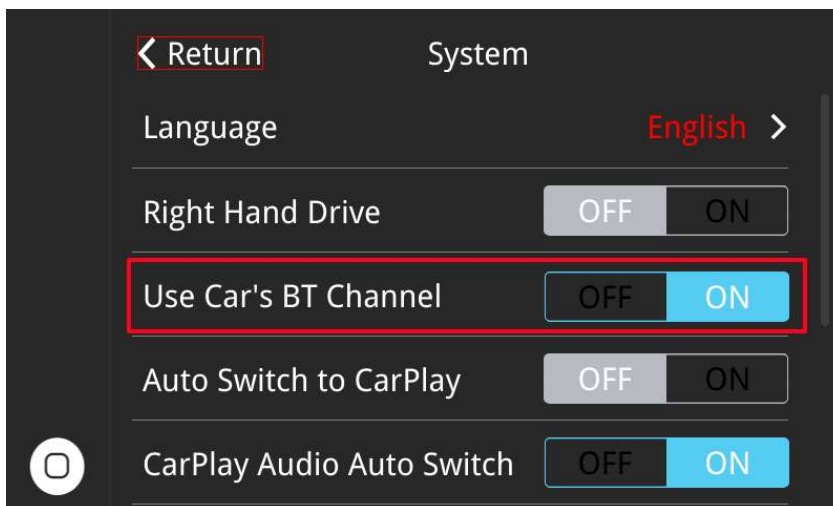 Return System
Language English
Right Hand Drive OFF ON
Use Car's BT Channel OFF ON
Auto Switch to CarPlay OFF ON
CarPlay Audio Auto Switch OFF ON